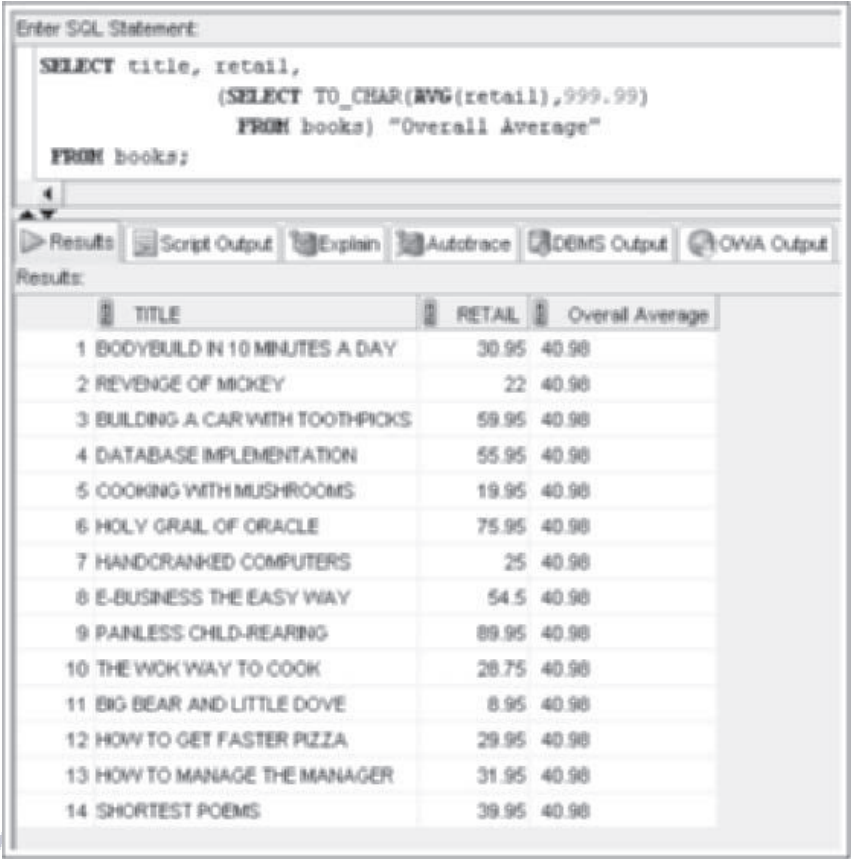 Enter SQL Statement:
SELECT title, retail,
(SELECT TO_CHAR(AVG(retail),999.99)
FROM books) "Overall Average"
FROM books;
Results Script Output Explain Autotrace DBMS Output OWA Output
Results:
TITLE RETAIL Overall Average
1 BODYBUILD IN 10 MINUTES A DAY 30.95 40.98
2 REVENGE OF MICKEY 22 40.98
3 BUILDING A CAR WITH TOOTHPICKS 59.95 40.98
4 DATABASE IMPLEMENTATION 55.95 40.98
5 COOKING WITH MUSHROOMS 19.95 40.98
6 HOLY GRAIL OF ORACLE 75.95 40.98
7 HANDCRANKED COMPUTERS 25 40.98
8 E-BUSINESS THE EASY WAY 54.5 40.98
9 PAINLESS CHILD-REARING 89.95 40.98
10 THE WOK WAY TO COOK 28.75 40.98
11 BIG BEAR AND LITTLE DOVE 8.95 40.98
12 HOW TO GET FASTER PIZZA 29.95 40.98
13 HOW TO MANAGE THE MANAGER 31.95 40.98
14 SHORTEST POEMS 39.95 40.98